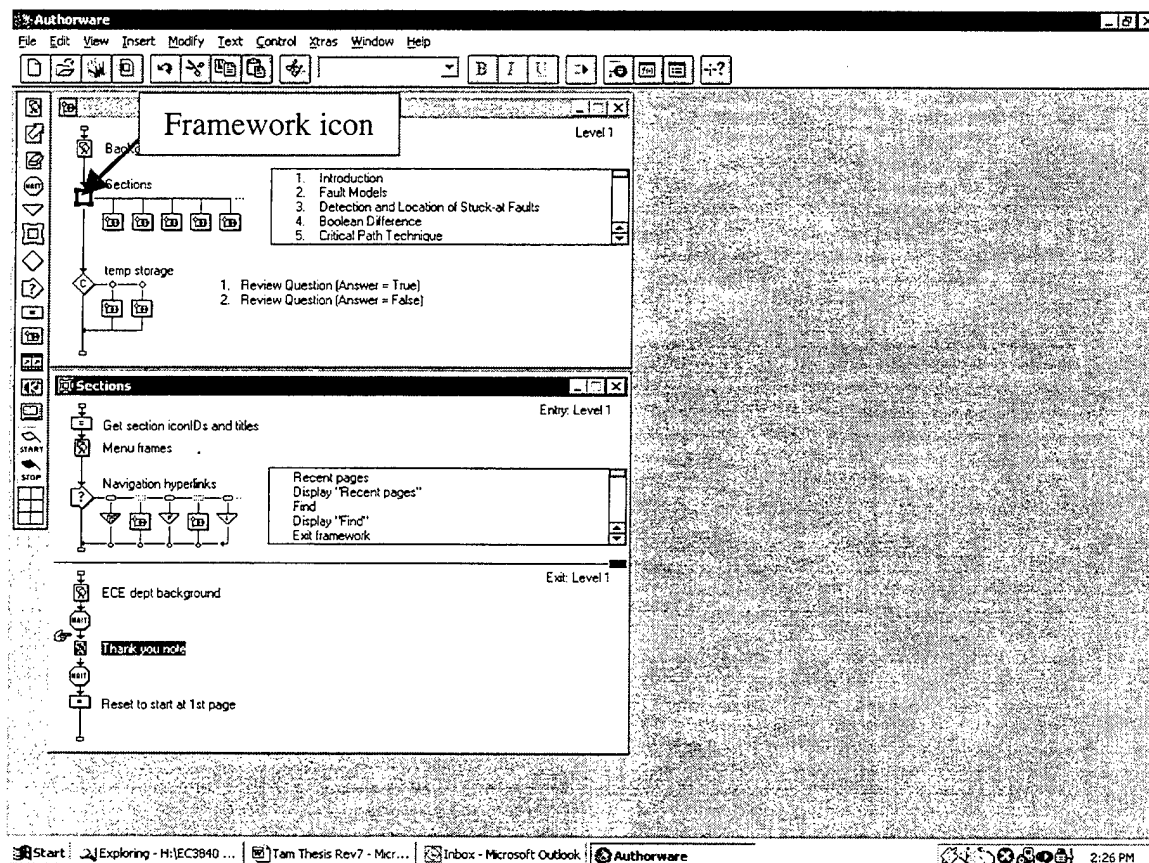 Authorware
File Edit View Insert Modify Text Control Xtras Window Help
B I U
Framework icon
Level 1
Sections
1. Introduction
2. Fault Models
3. Detection and Location of Stuck-at Faults
4. Boolean Difference
5. Critical Path Technique
temp storage
1. Review Question (Answer = True)
2. Review Question (Answer = False)
WAIT
START
STOP
Sections
Entry: Level 1
Get section iconIDs and titles
Menu frames
Navigation hyperlinks
Recent pages
Display "Recent pages"
Find
Display "Find"
Exit framework
Exit: Level 1
ECE dept background
WAIT
Thank you note
WAIT
Reset to start at 1st page
Start Exploring - H:\EC3840 ... Tam Thesis Rev7 - Micr... Inbox - Microsoft Outlook Authorware 2:26 PM